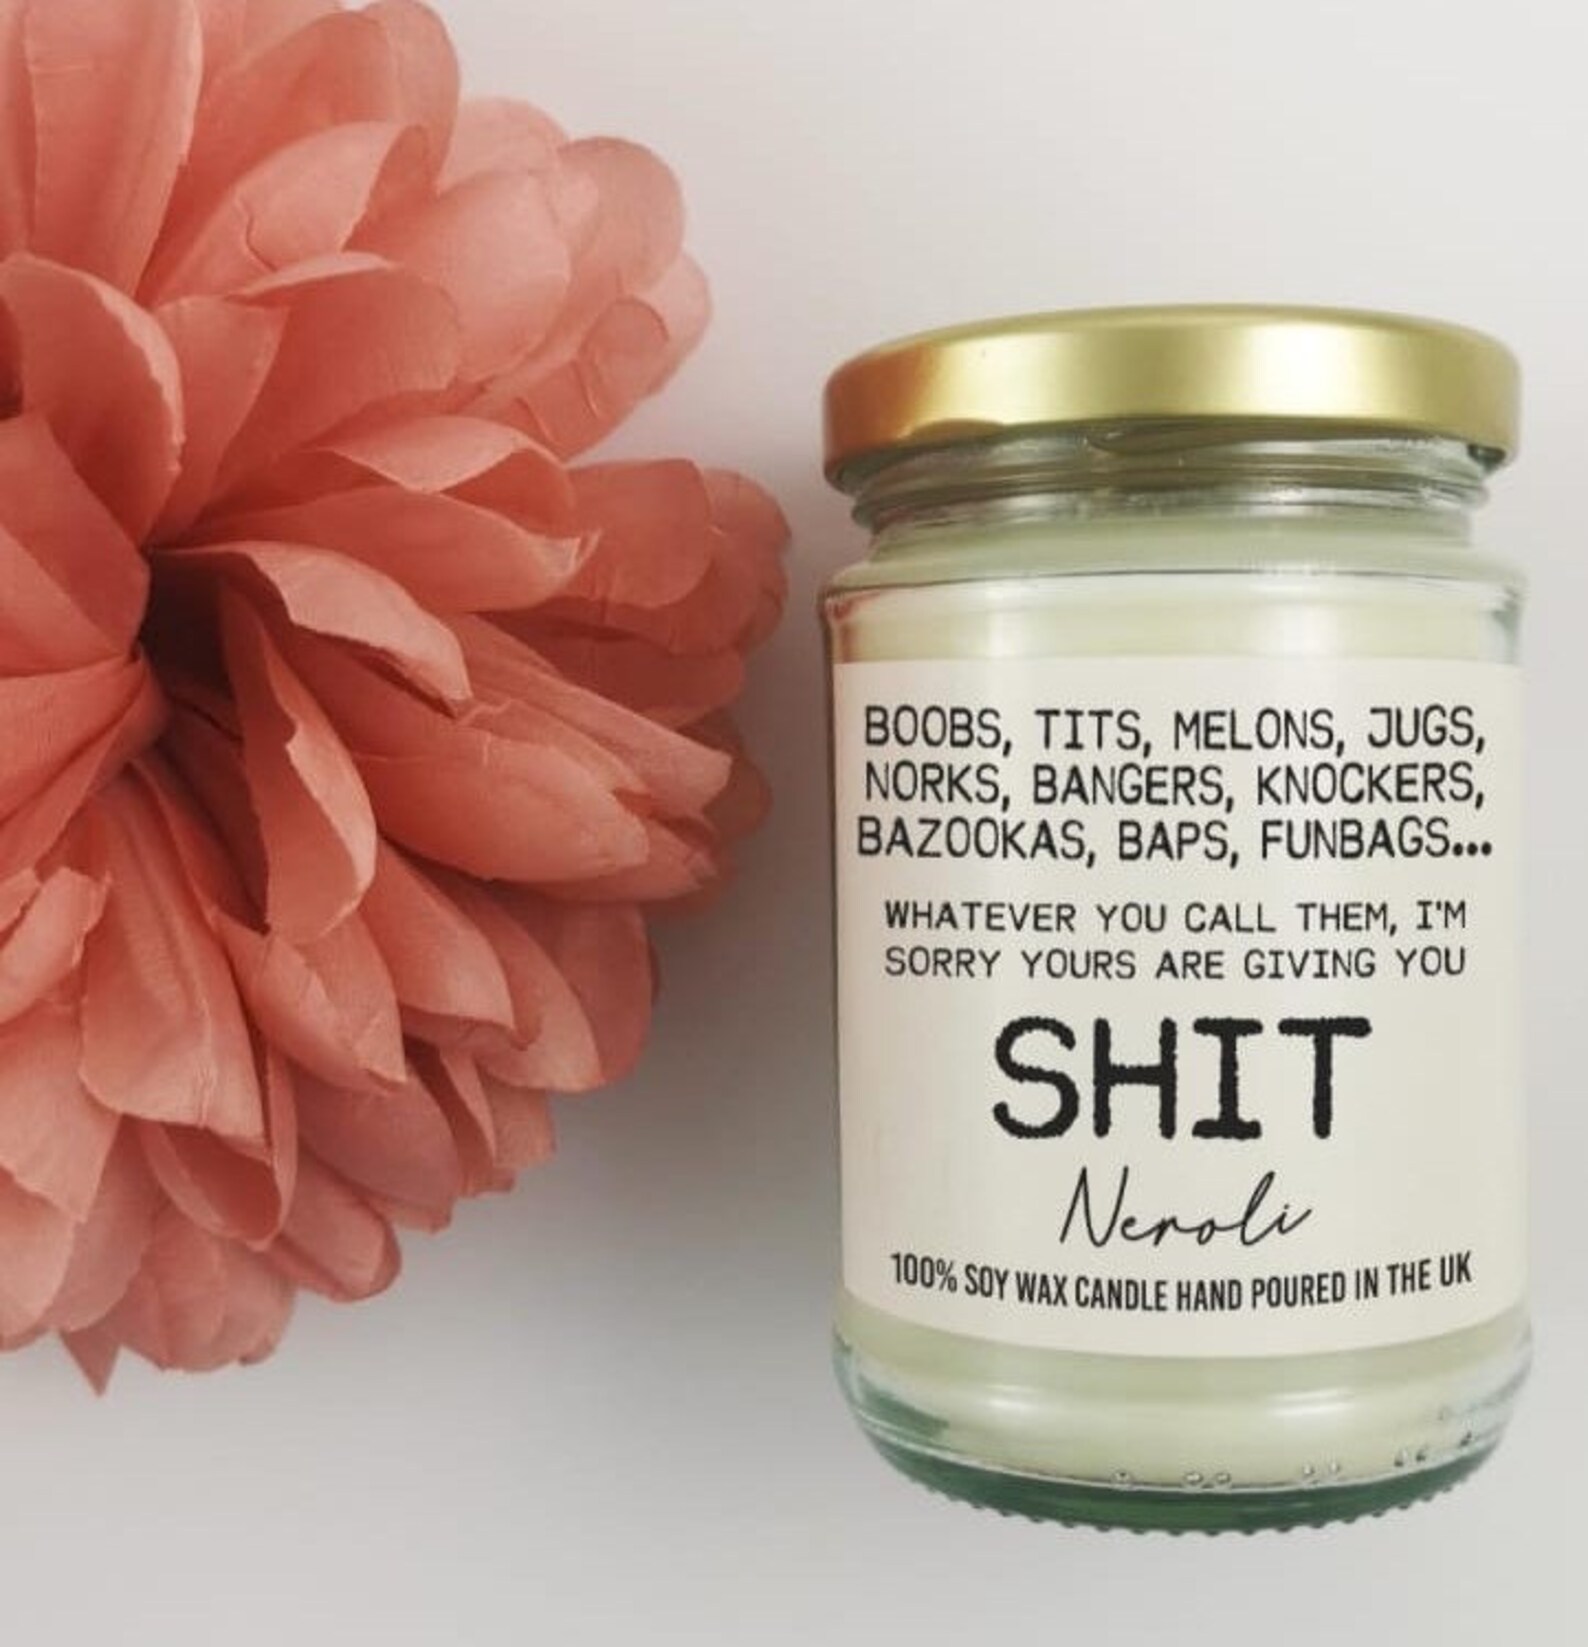 BOOBS, TITS, MELONS, JUGS,
NORKS, BANGERS, KNOCKERS,
BAZOOKAS, BAPS, FUNBAGS...
WHATEVER YOU CALL THEM, I'M
SORRY YOURS ARE GIVING YOU
SHIT
Neroli
100% SOY WAX CANDLE HAND POURED IN THE UK